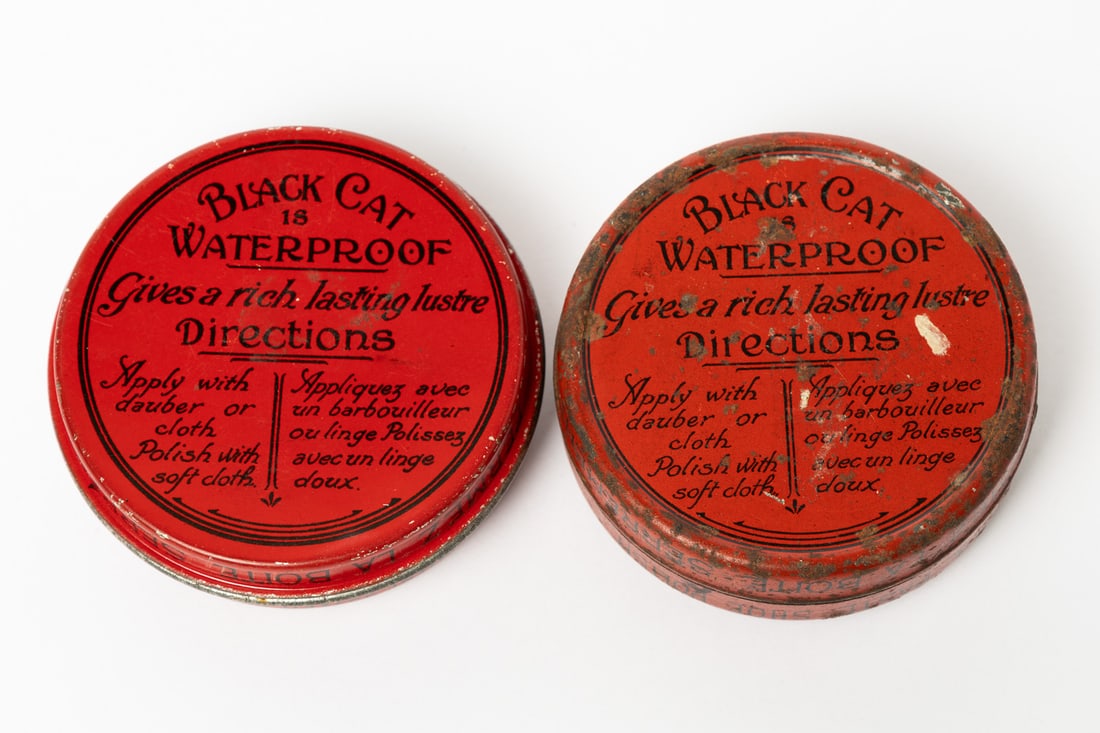 BLACK CAT
IS
WATERPROOF
Gives a rich lasting lustre
Directions
Apply with
dauber or
cloth
Polish with
soft cloth.
Appliquez avec
un barbouilleur
ou linge Polissez
avec un linge
doux.
LA BOITE
BLACK CAT
IS
WATERPROOF
Gives a rich lasting lustre
Directions
Apply with
dauber or
cloth
Polish with
soft cloth.
Appliquez avec
un barbouilleur
ou linge Polissez
avec un linge
doux.